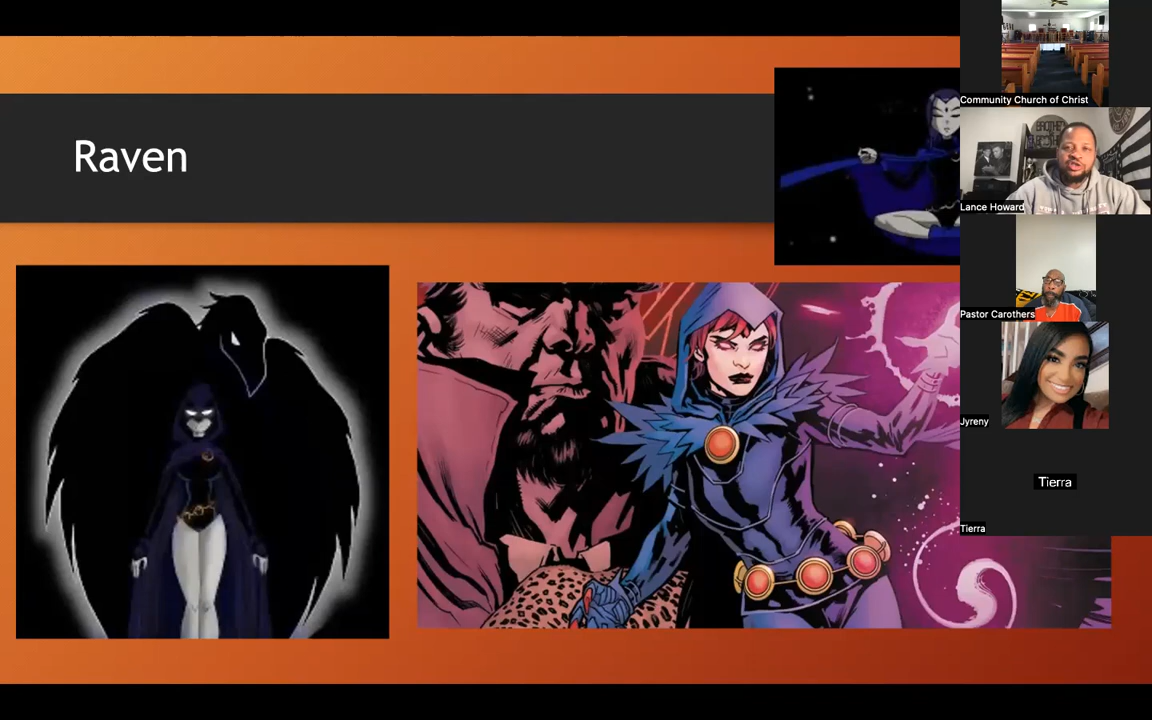 Raven
Community Church of Christ
Lance Howard
Pastor Carothers
Jyreny
Tierra
Tierra